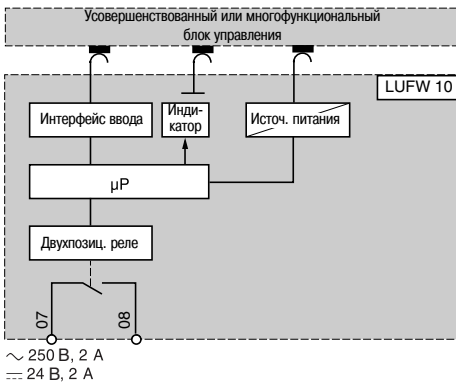 Усовершенствованный или многофункциональный
блок управления
LUFW 10
Интерфейс ввода
Инди-
катор
Источ. питания
µP
Двухпозиц. реле
07
08
~ 250 В, 2 А
⎓ 24 В, 2 А